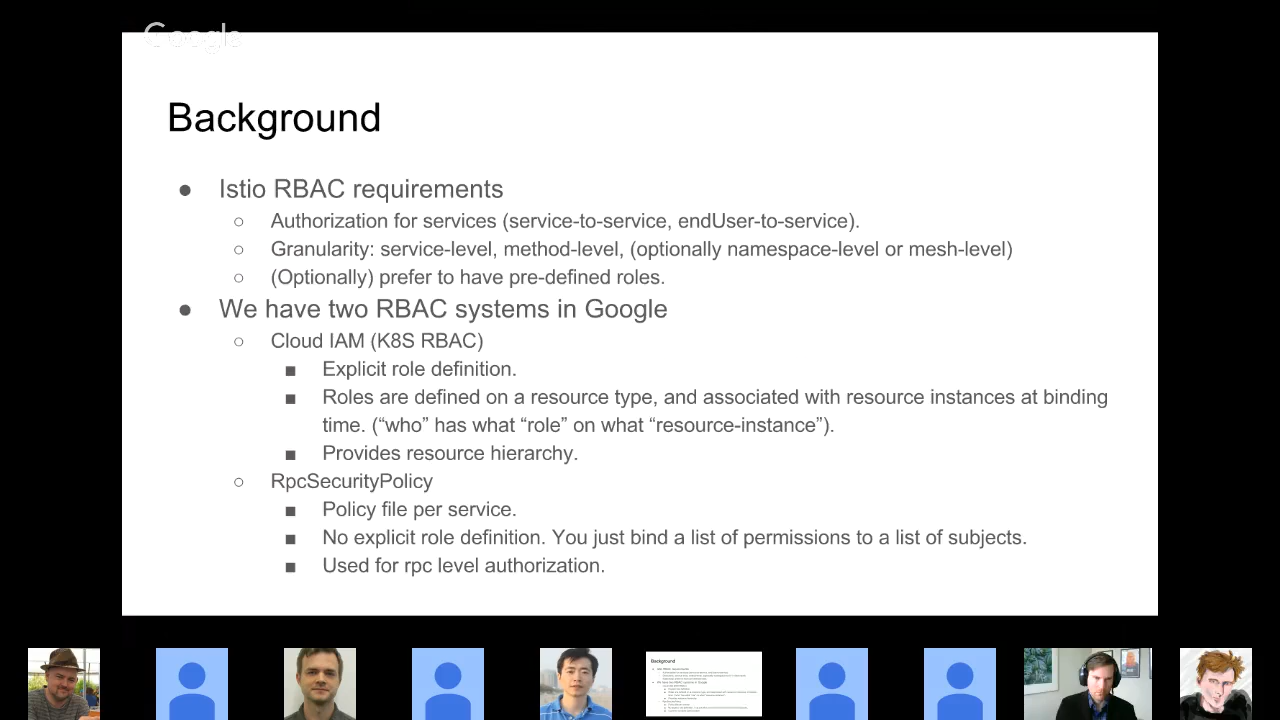 Google
Background
● Istio RBAC requirements
○ Authorization for services (service-to-service, endUser-to-service).
○ Granularity: service-level, method-level, (optionally namespace-level or mesh-level)
○ (Optionally) prefer to have pre-defined roles.
● We have two RBAC systems in Google
○ Cloud IAM (K8S RBAC)
■ Explicit role definition.
■ Roles are defined on a resource type, and associated with resource instances at binding
time. (“who” has what “role” on what “resource-instance”).
■ Provides resource hierarchy.
○ RpcSecurityPolicy
■ Policy file per service.
■ No explicit role definition. You just bind a list of permissions to a list of subjects.
■ Used for rpc level authorization.
Background